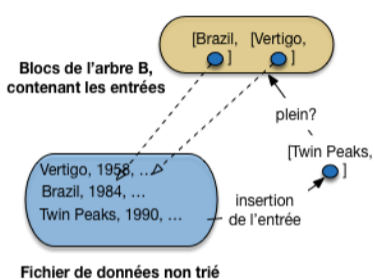 [Brazil, [Vertigo,
] ]
Blocs de l'arbre B,
contenant les entrées
plein?
[Twin Peaks,
]
Vertigo, 1958, ...
Brazil, 1984, ...
Twin Peaks, 1990, ...
insertion
de l'entrée
Fichier de données non trié